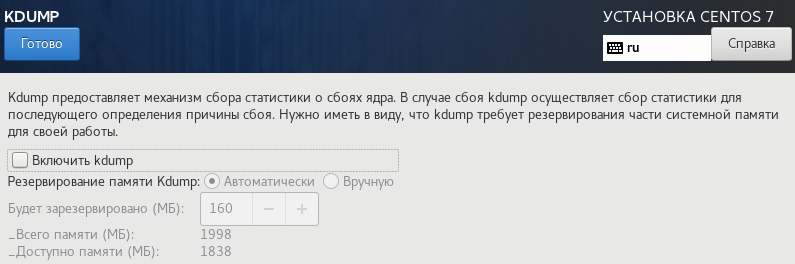 KDUMP
УСТАНОВКА CENTOS 7
Готово
ru
Справка
Kdump предоставляет механизм сбора статистики о сбоях ядра. В случае сбоя kdump осуществляет сбор статистики для
последующего определения причины сбоя. Нужно иметь в виду, что kdump требует резервирования части системной памяти
для своей работы.
Включить kdump
Резервирование памяти Kdump: Автоматически Вручную
Будет зарезервировано (МБ): 160 − +
_Всего памяти (МБ): 1998
_Доступно памяти (МБ): 1838